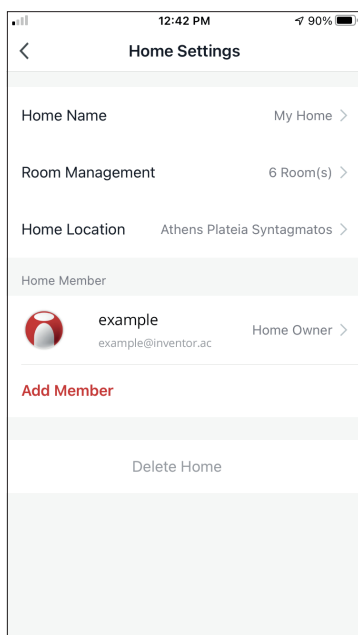 12:42 PM 90%
Home Settings
Home Name My Home
Room Management 6 Room(s)
Home Location Athens Plateia Syntagmatos
Home Member
example
example@inventor.ac Home Owner
Add Member
Delete Home